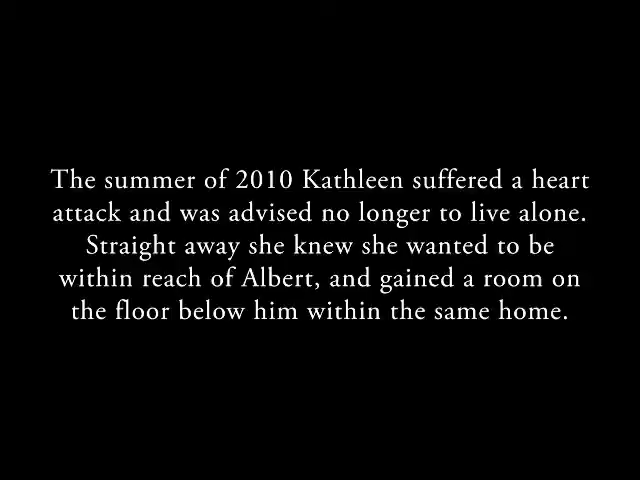 The summer of 2010 Kathleen suffered a heart
attack and was advised no longer to live alone.
Straight away she knew she wanted to be
within reach of Albert, and gained a room on
the floor below him within the same home.